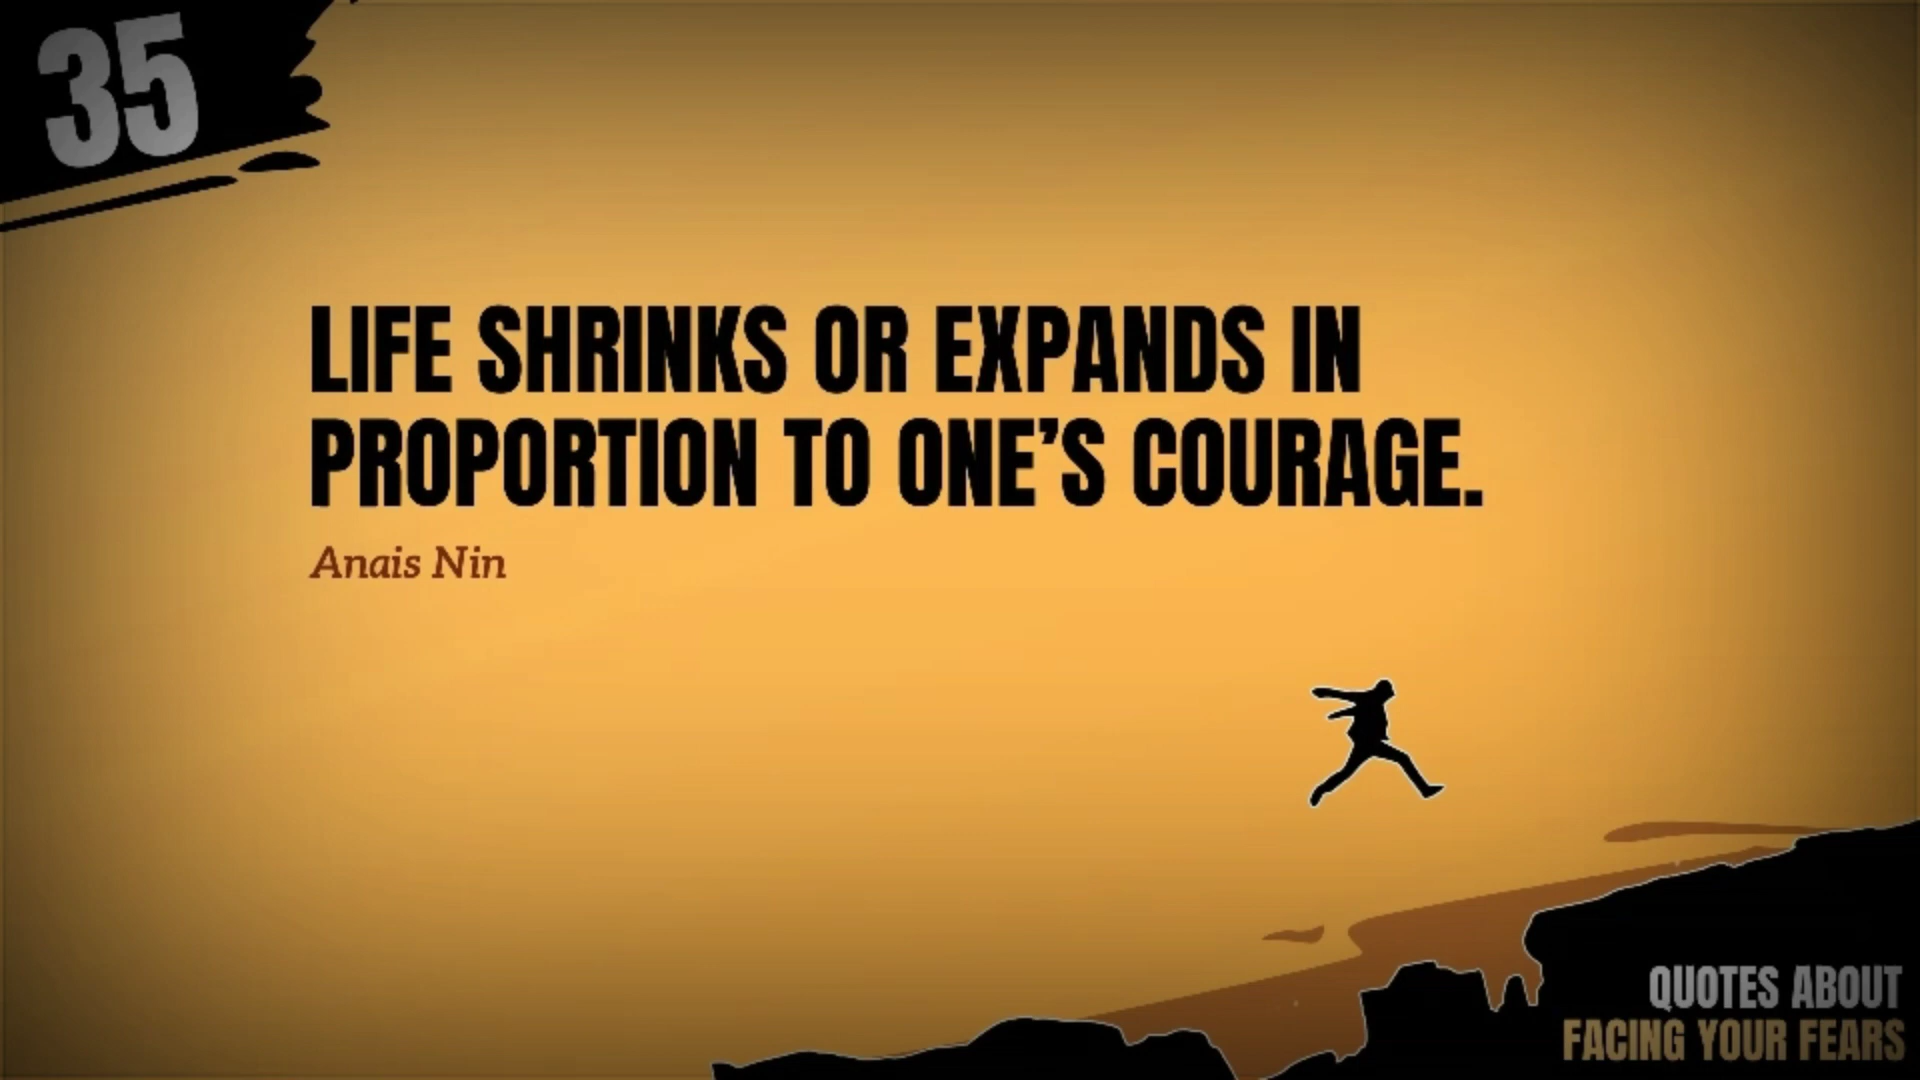 35
LIFE SHRINKS OR EXPANDS IN
PROPORTION TO ONE’S COURAGE.
Anais Nin
QUOTES ABOUT
FACING YOUR FEARS